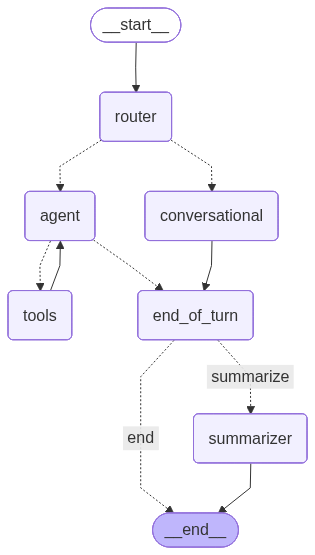 __start__
router
agent
conversational
tools
end_of_turn
summarize
end
summarizer
__end__